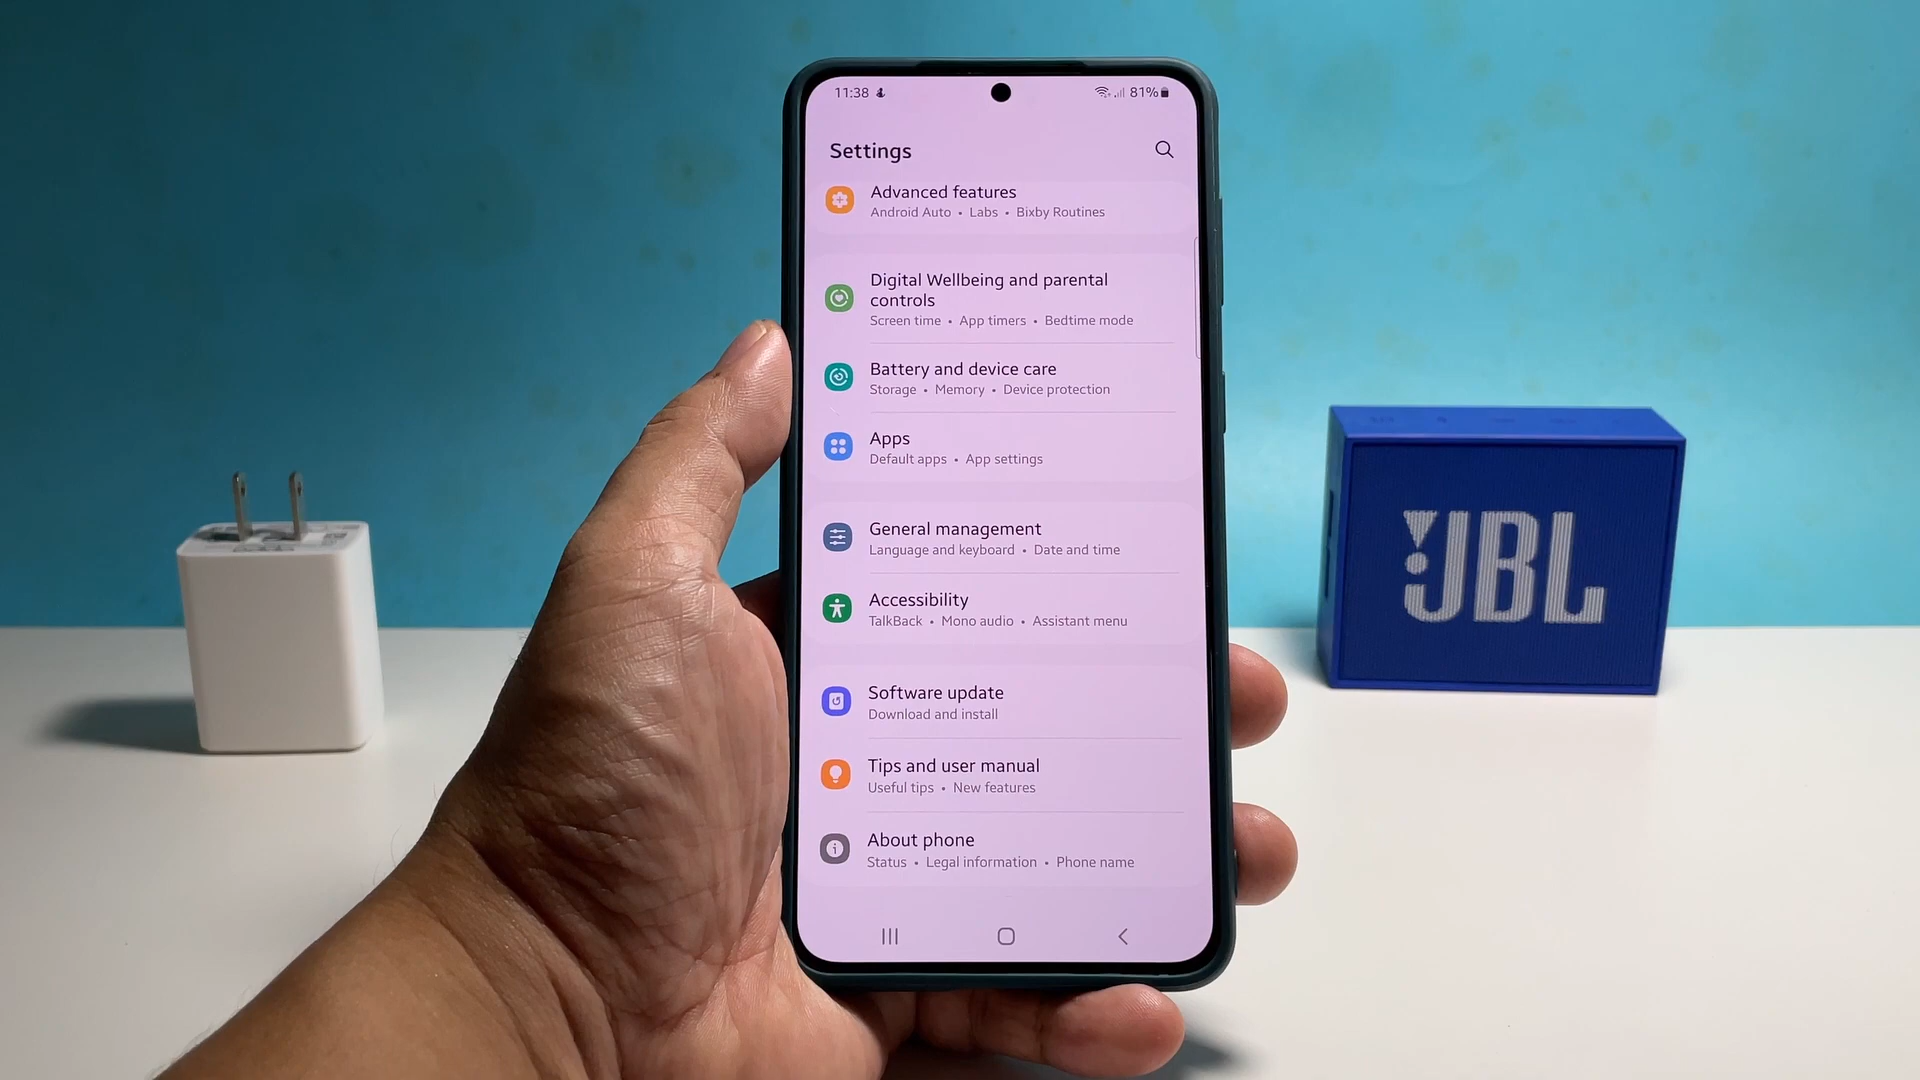 11:38
81%
Settings
Advanced features
Android Auto • Labs • Bixby Routines
Digital Wellbeing and parental
controls
Screen time • App timers • Bedtime mode
Battery and device care
Storage • Memory • Device protection
Apps
Default apps • App settings
General management
Language and keyboard • Date and time
Accessibility
TalkBack • Mono audio • Assistant menu
Software update
Download and install
Tips and user manual
Useful tips • New features
About phone
Status • Legal information • Phone name
JBL